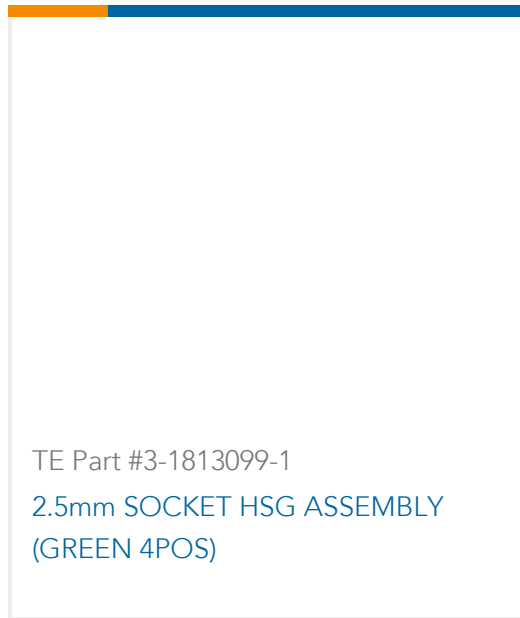 TE Part #3-1813099-1
2.5mm SOCKET HSG ASSEMBLY
(GREEN 4POS)